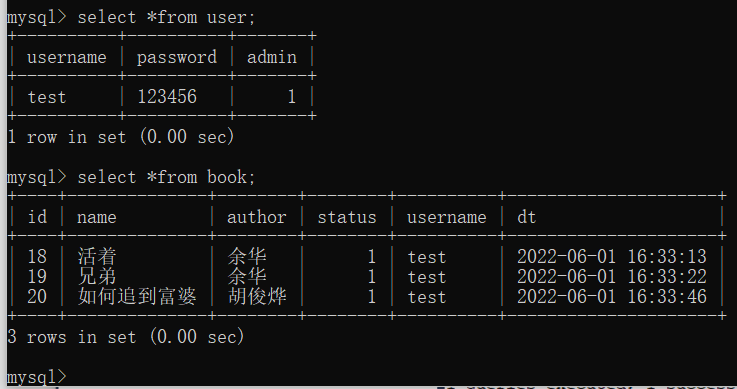 mysql> select *from user;
+----------+----------+-------+
| username | password | admin |
+----------+----------+-------+
| test     | 123456   |     1 |
+----------+----------+-------+
1 row in set (0.00 sec)
mysql> select *from book;
+----+--------------+--------+--------+----------+---------------------+
| id | name         | author | status | username | dt                  |
+----+--------------+--------+--------+----------+---------------------+
| 18 | 活着         | 余华   |      1 | test     | 2022-06-01 16:33:13 |
| 19 | 兄弟         | 余华   |      1 | test     | 2022-06-01 16:33:22 |
| 20 | 如何追到富婆 | 胡俊烨 |      1 | test     | 2022-06-01 16:33:46 |
+----+--------------+--------+--------+----------+---------------------+
3 rows in set (0.00 sec)
mysql>